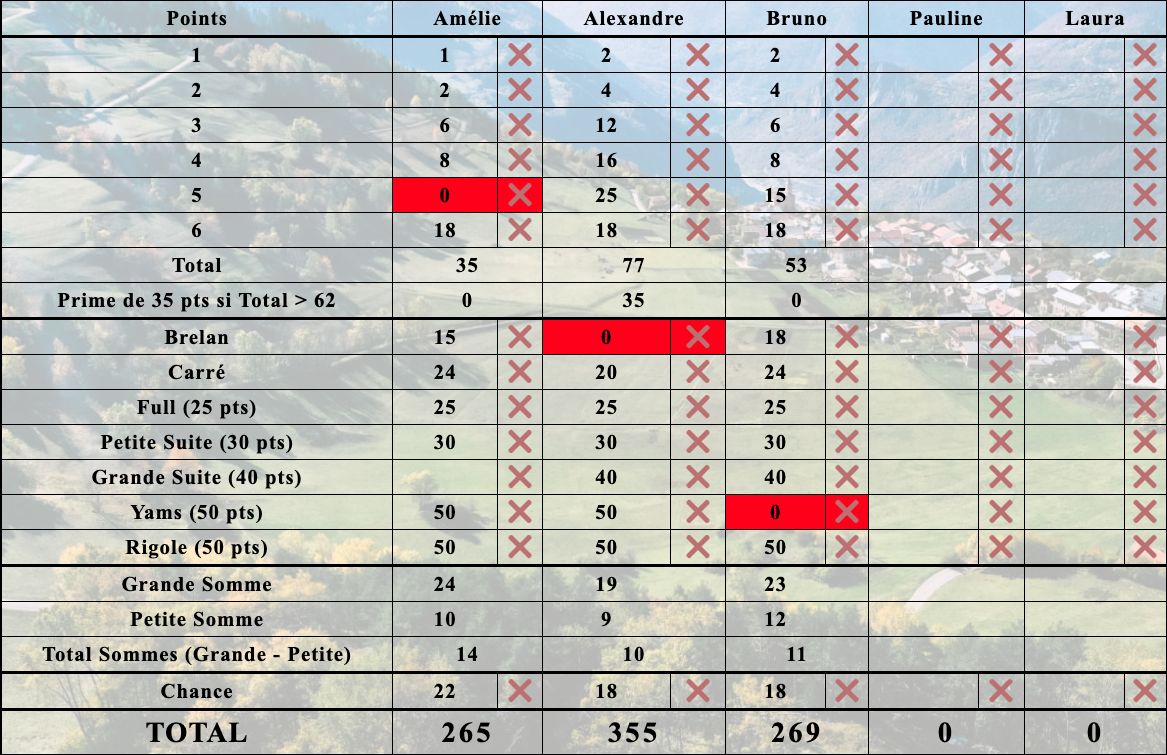 Points Amélie Alexandre Bruno Pauline Laura
1 1 2 2
2 2 4 4
3 6 12 6
4 8 16 8
5 0 25 15
6 18 18 18
Total 35 77 53
Prime de 35 pts si Total > 62 0 35 0
Brelan 15 0 18
Carré 24 20 24
Full (25 pts) 25 25 25
Petite Suite (30 pts) 30 30 30
Grande Suite (40 pts) 40 40
Yams (50 pts) 50 50 0
Rigole (50 pts) 50 50 50
Grande Somme 24 19 23
Petite Somme 10 9 12
Total Sommes (Grande - Petite) 14 10 11
Chance 22 18 18
TOTAL 265 355 269 0 0